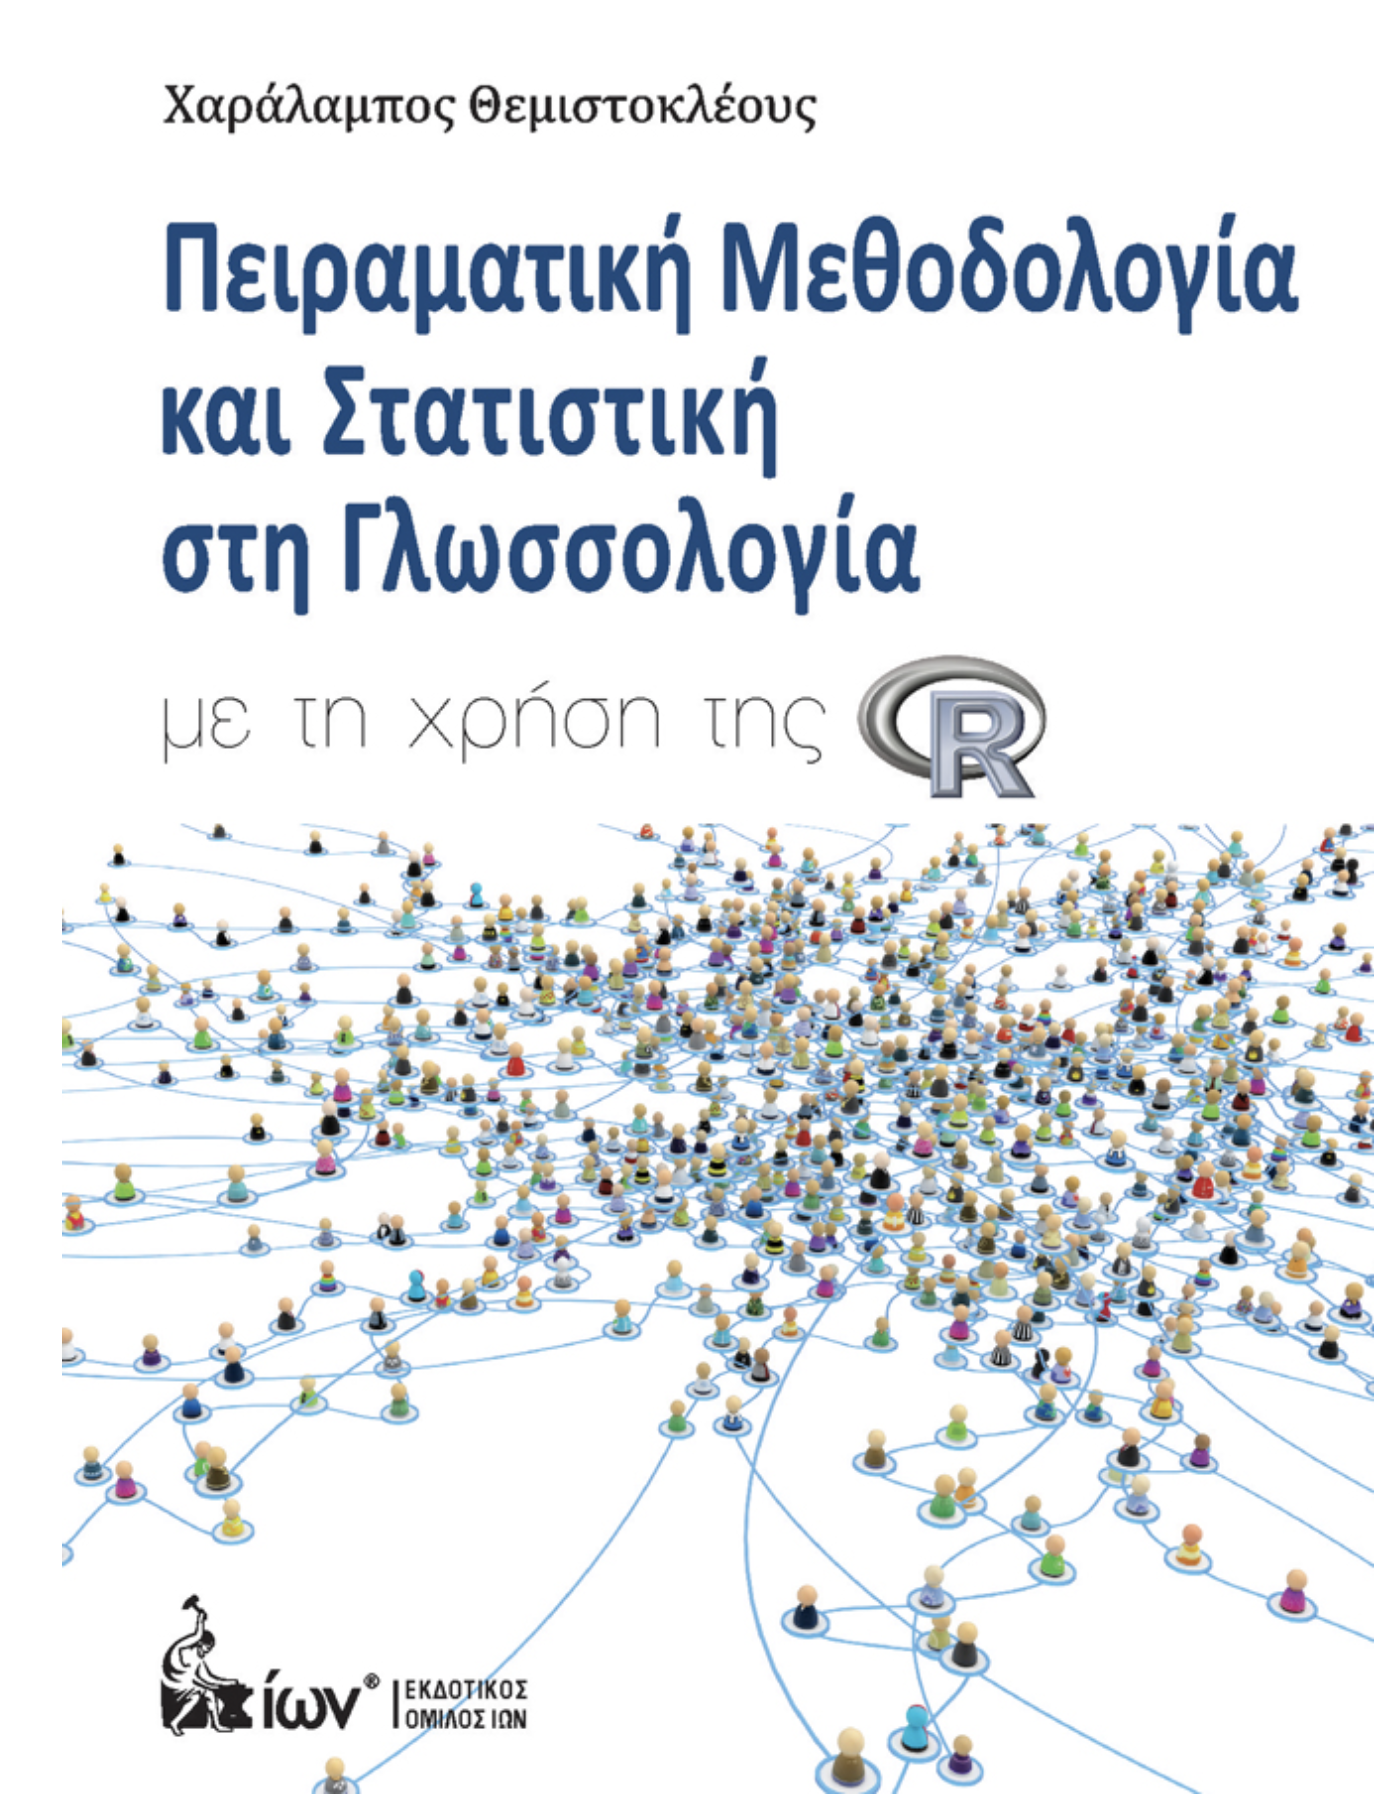 Χαράλαμπος Θεμιστοκλέους
Πειραματική Μεθοδολογία
και Στατιστική
στη Γλωσσολογία
με τη χρήση της R
ίων®
ΕΚΔΟΤΙΚΟΣ
ΟΜΙΛΟΣ ΙΩΝ